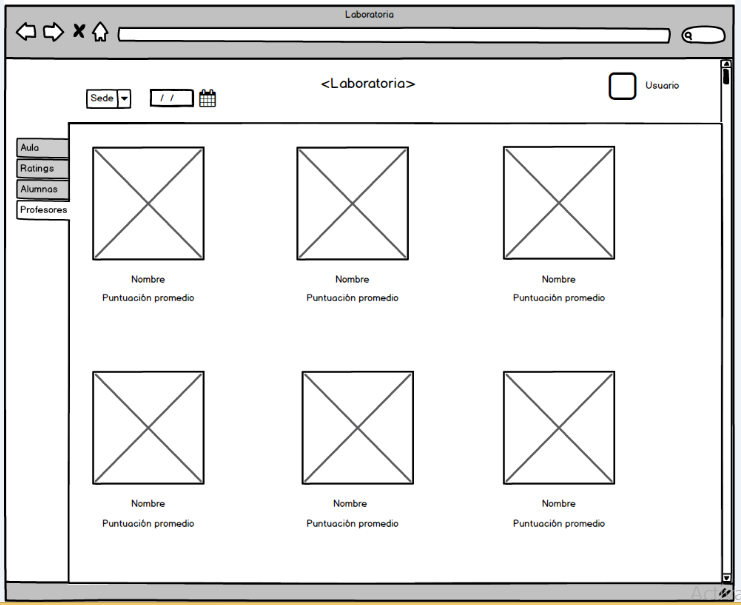 Laboratoria
<Laboratoria>
Usuario
Sede
/ /
Aula
Ratings
Alumnas
Profesores
Nombre Nombre Nombre
Puntuación promedio Puntuación promedio Puntuación promedio
Nombre Nombre Nombre
Puntuación promedio Puntuación promedio Puntuación promedio